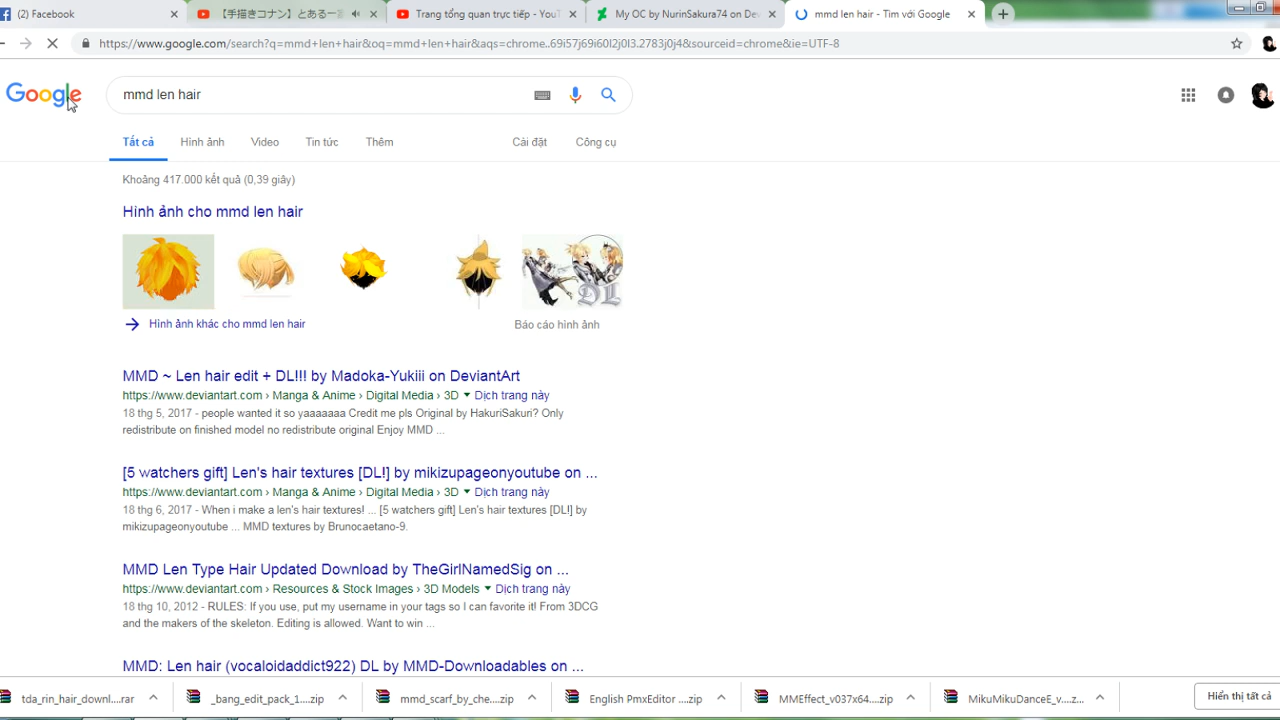 (2) Facebook
【手描きコナン】とある一
Trang tổng quan trực tiếp - YouT
My OC by NurinSakura74 on De
mmd len hair - Tìm với Google
https://www.google.com/search?q=mmd+len+hair&oq=mmd+len+hair&aqs=chrome..69i57j69i60l2j0l3.2783j0j4&sourceid=chrome&ie=UTF-8
Google
mmd len hair
Tất cả Hình ảnh Video Tin tức Thêm Cài đặt Công cụ
Khoảng 417.000 kết quả (0,39 giây)
Hình ảnh cho mmd len hair
DL
Hình ảnh khác cho mmd len hair
Báo cáo hình ảnh
MMD ~ Len hair edit + DL!!! by Madoka-Yukiii on DeviantArt
https://www.deviantart.com › Manga & Anime › Digital Media › 3D Dịch trang này
18 thg 5, 2017 - people wanted it so yaaaaaaa Credit me pls Original by HakuriSakuri? Only
redistribute on finished model no redistribute original Enjoy MMD ...
[5 watchers gift] Len's hair textures [DL!] by mikizupageonyoutube on ...
https://www.deviantart.com › Manga & Anime › Digital Media › 3D Dịch trang này
18 thg 6, 2017 - When i make a len's hair textures! ... [5 watchers gift] Len's hair textures [DL!] by
mikizupageonyoutube ... MMD textures by Brunocaetano-9.
MMD Len Type Hair Updated Download by TheGirlNamedSig on ...
https://www.deviantart.com › Resources & Stock Images › 3D Models Dịch trang này
18 thg 10, 2012 - RULES: If you use, put my username in your tags so I can favorite it! From 3DCG
and the makers of the skeleton. Editing is allowed. Want to win ...
MMD: Len hair (vocaloidaddict922) DL by MMD-Downloadables on ...
tda_rin_hair_downl....rar
_bang_edit_pack_1....zip
mmd_scarf_by_che....zip
English PmxEditor ....zip
MMEffect_v037x64....zip
MikuMikuDanceE_v....z...
Hiển thị tất cả